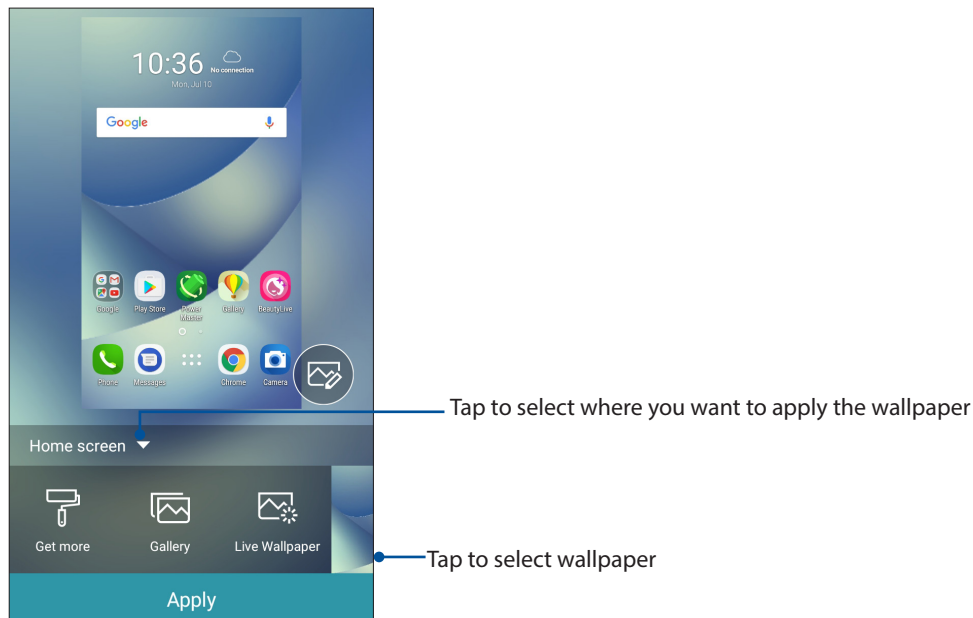 10:36
No connection
Mon, Jul 10
Google
Google
Play Store
Power
Master
Gallery
BeautyLive
Phone
Messages
Chrome
Camera
Tap to select where you want to apply the wallpaper
Home screen
Get more
Gallery
Live Wallpaper
Tap to select wallpaper
Apply